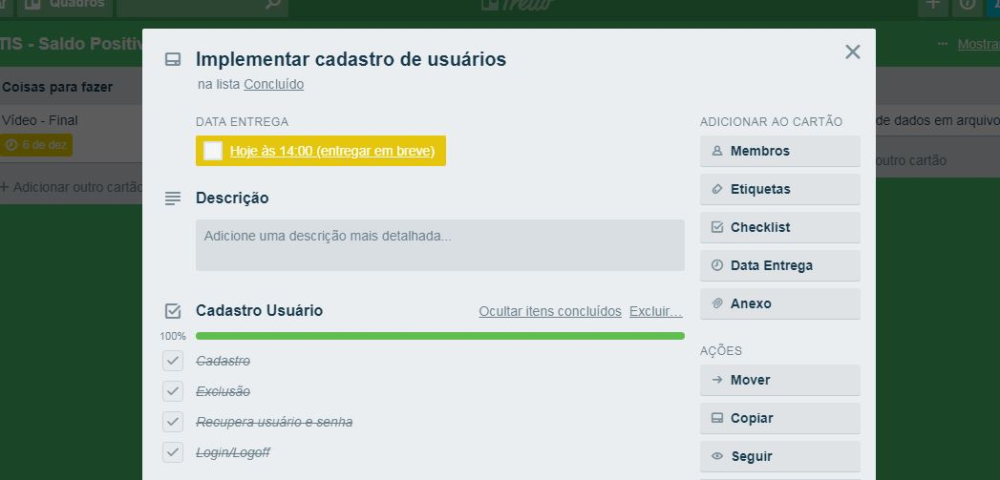 Quadros
Trello
TIS - Saldo Positiv
Mostra
Coisas para fazer
Vídeo - Final
6 de dez
+ Adicionar outro cartão
de dados em arquivo
outro cartão
Implementar cadastro de usuários
na lista Concluído
DATA ENTREGA
Hoje às 14:00 (entregar em breve)
Descrição
Adicione uma descrição mais detalhada...
Cadastro Usuário
Ocultar itens concluídos Excluir...
100%
Cadastro
Exclusão
Recupera usuário e senha
Login/Logoff
ADICIONAR AO CARTÃO
Membros
Etiquetas
Checklist
Data Entrega
Anexo
AÇÕES
Mover
Copiar
Seguir